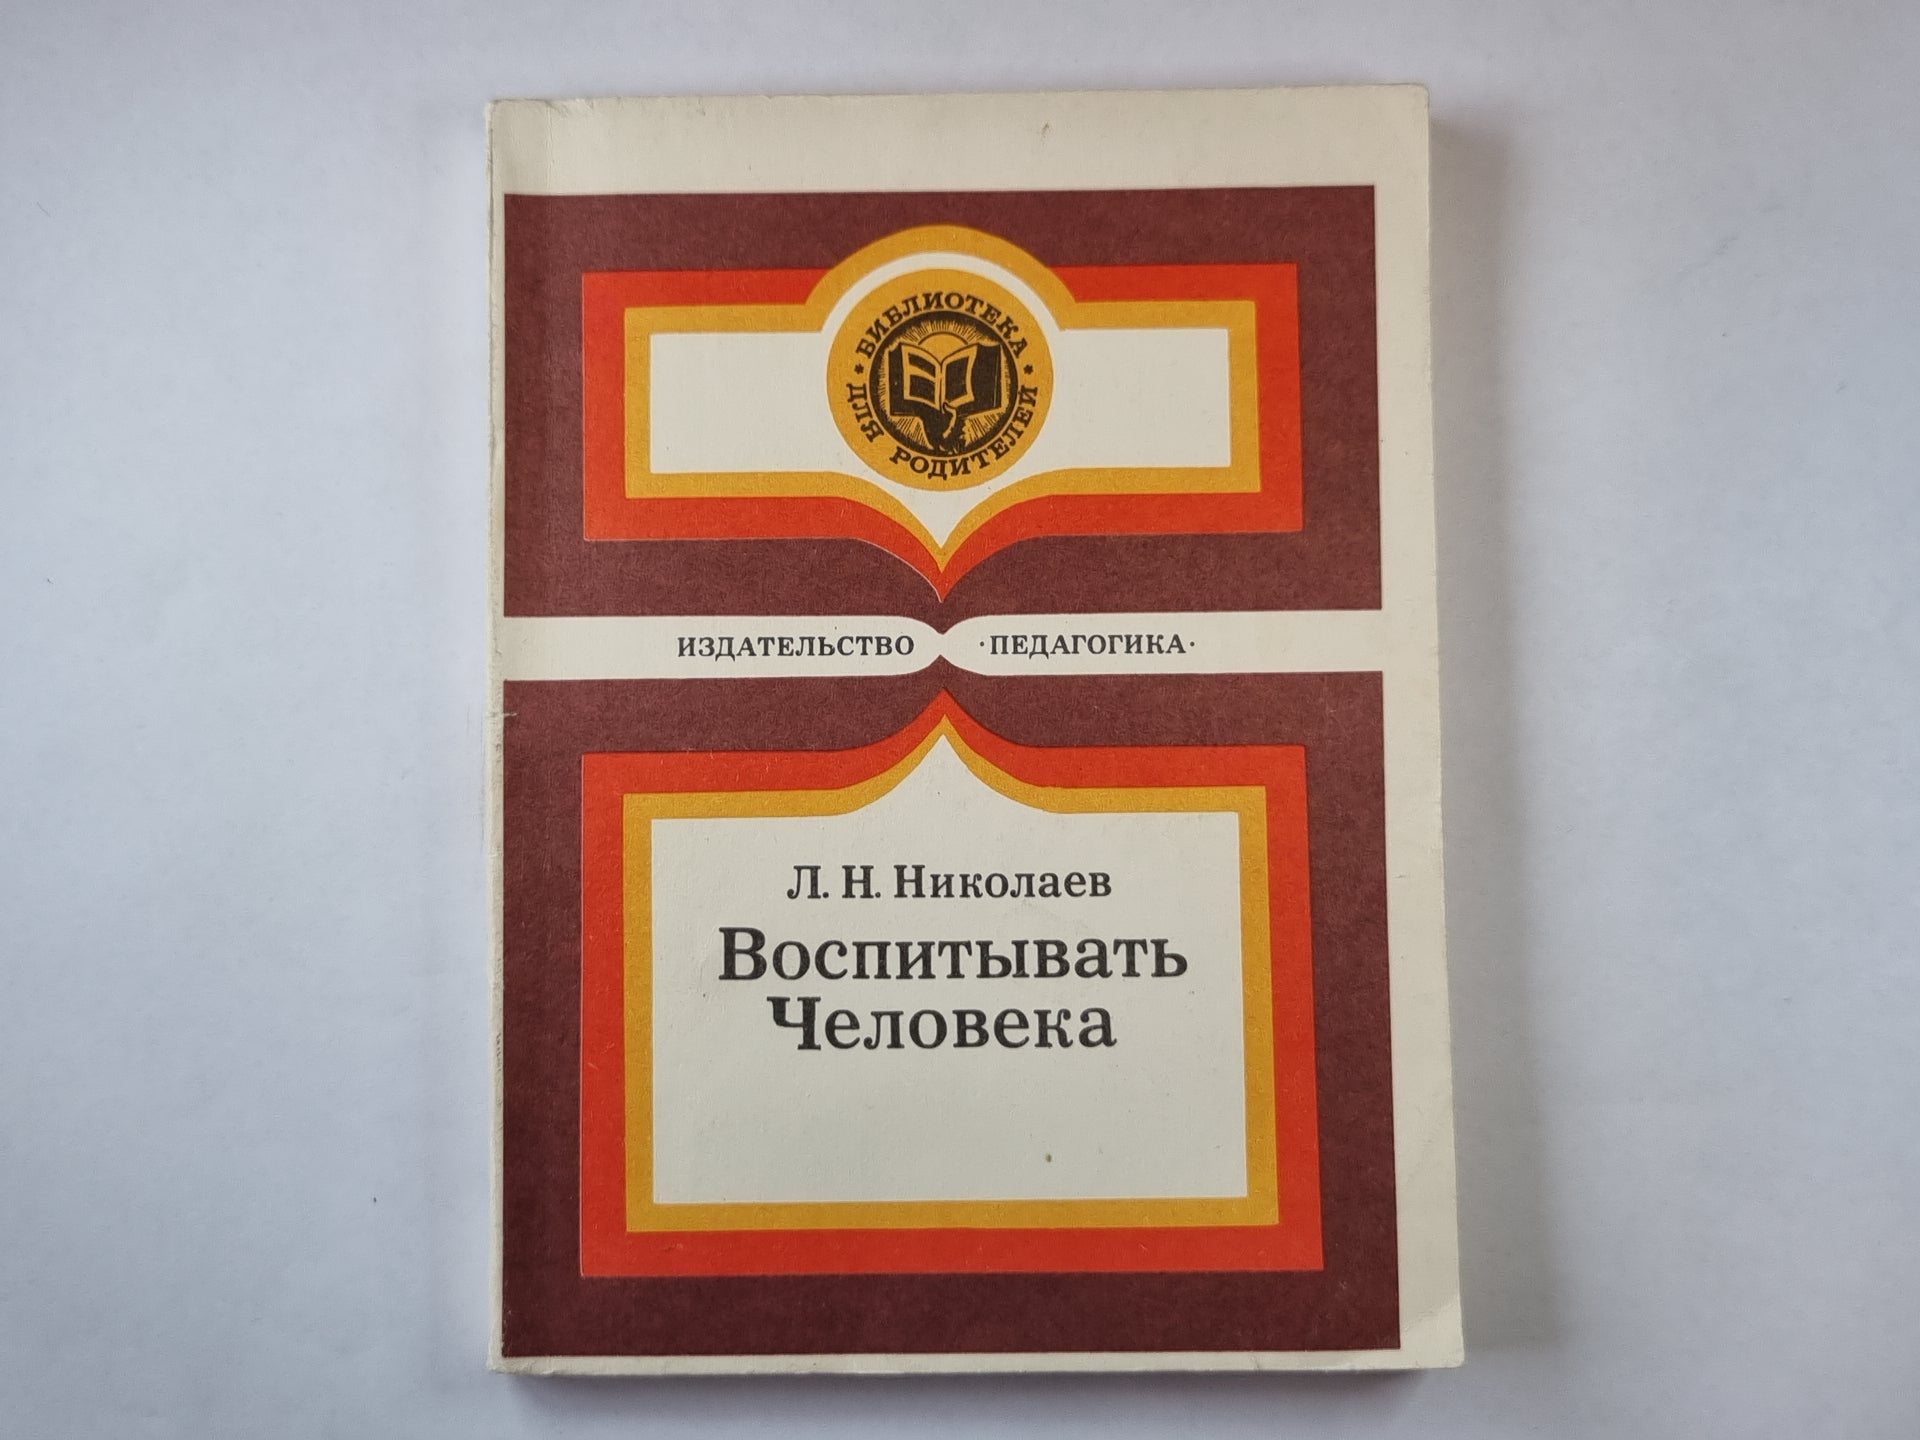 БИБЛИОТЕКА
ДЛЯ РОДИТЕЛЕЙ
ИЗДАТЕЛЬСТВО ·ПЕДАГОГИКА·
Л. Н. Николаев
Воспитывать
Человека